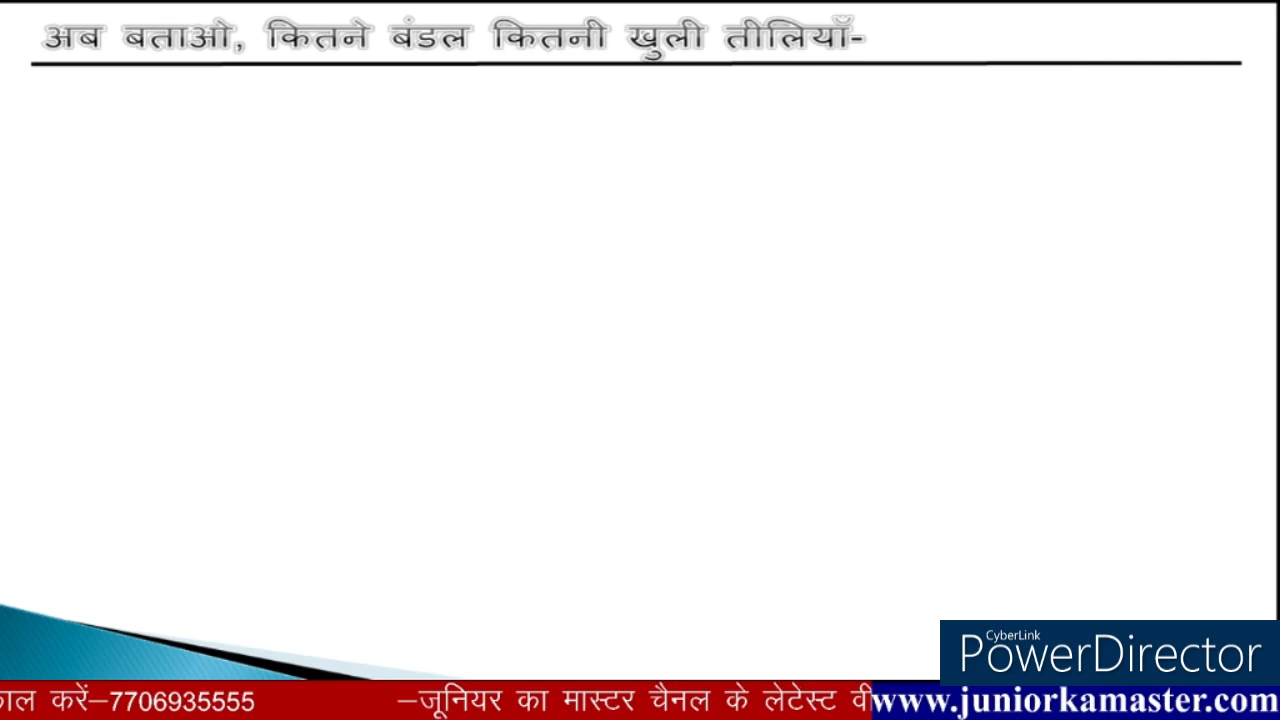 अब बताओ, कितने बंडल कितनी खुली तीलियाँ-
CyberLink
PowerDirector
करें–7706935555 –जूनियर का मास्टर चैनल के लेटेस्ट www.juniorkamaster.com